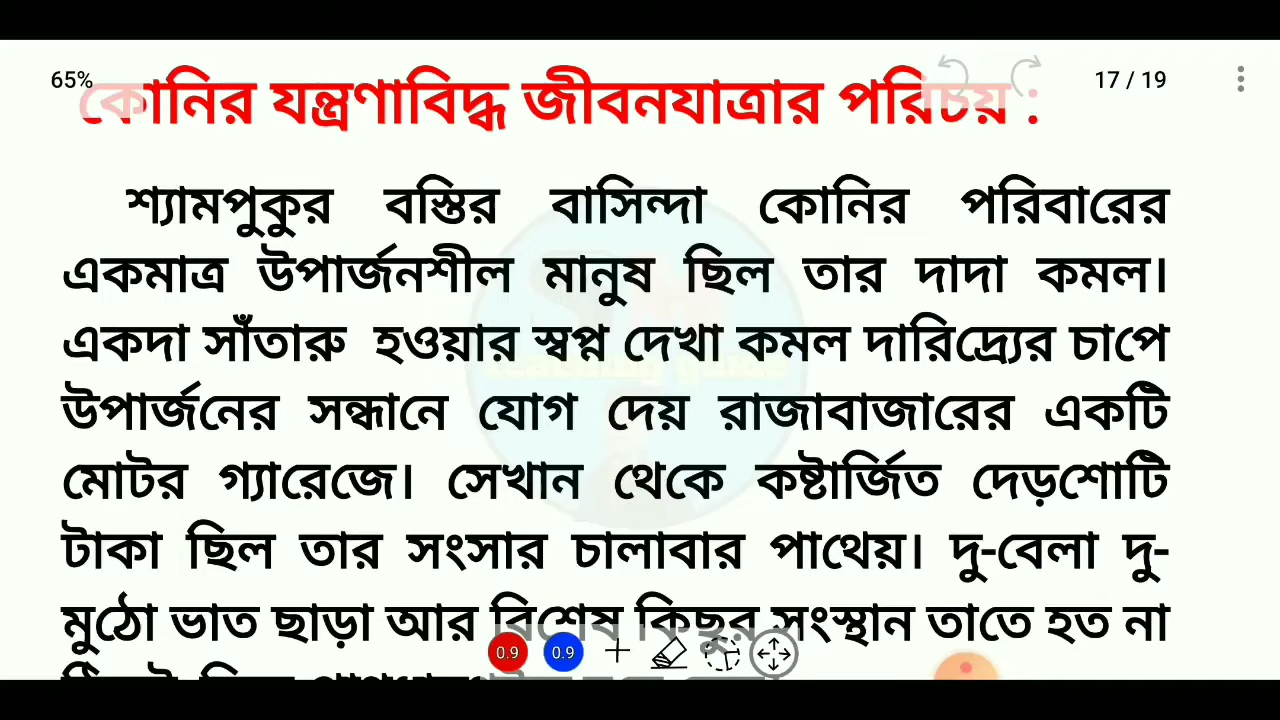 65%
17 / 19
কোনির যন্ত্রণাবিদ্ধ জীবনযাত্রার পরিচয় :
শ্যামপুকুর বস্তির বাসিন্দা কোনির পরিবারের
একমাত্র উপার্জনশীল মানুষ ছিল তার দাদা কমল।
একদা সাঁতারু হওয়ার স্বপ্ন দেখা কমল দারিদ্র্যের চাপে
উপার্জনের সন্ধানে যোগ দেয় রাজাবাজারের একটি
মোটর গ্যারেজে। সেখান থেকে কষ্টার্জিত দেড়শোটি
টাকা ছিল তার সংসার চালাবার পাথেয়। দু-বেলা দু-
মুঠো ভাত ছাড়া আর বিশেষ কিছুর সংস্থান তাতে হত না
0.9 0.9